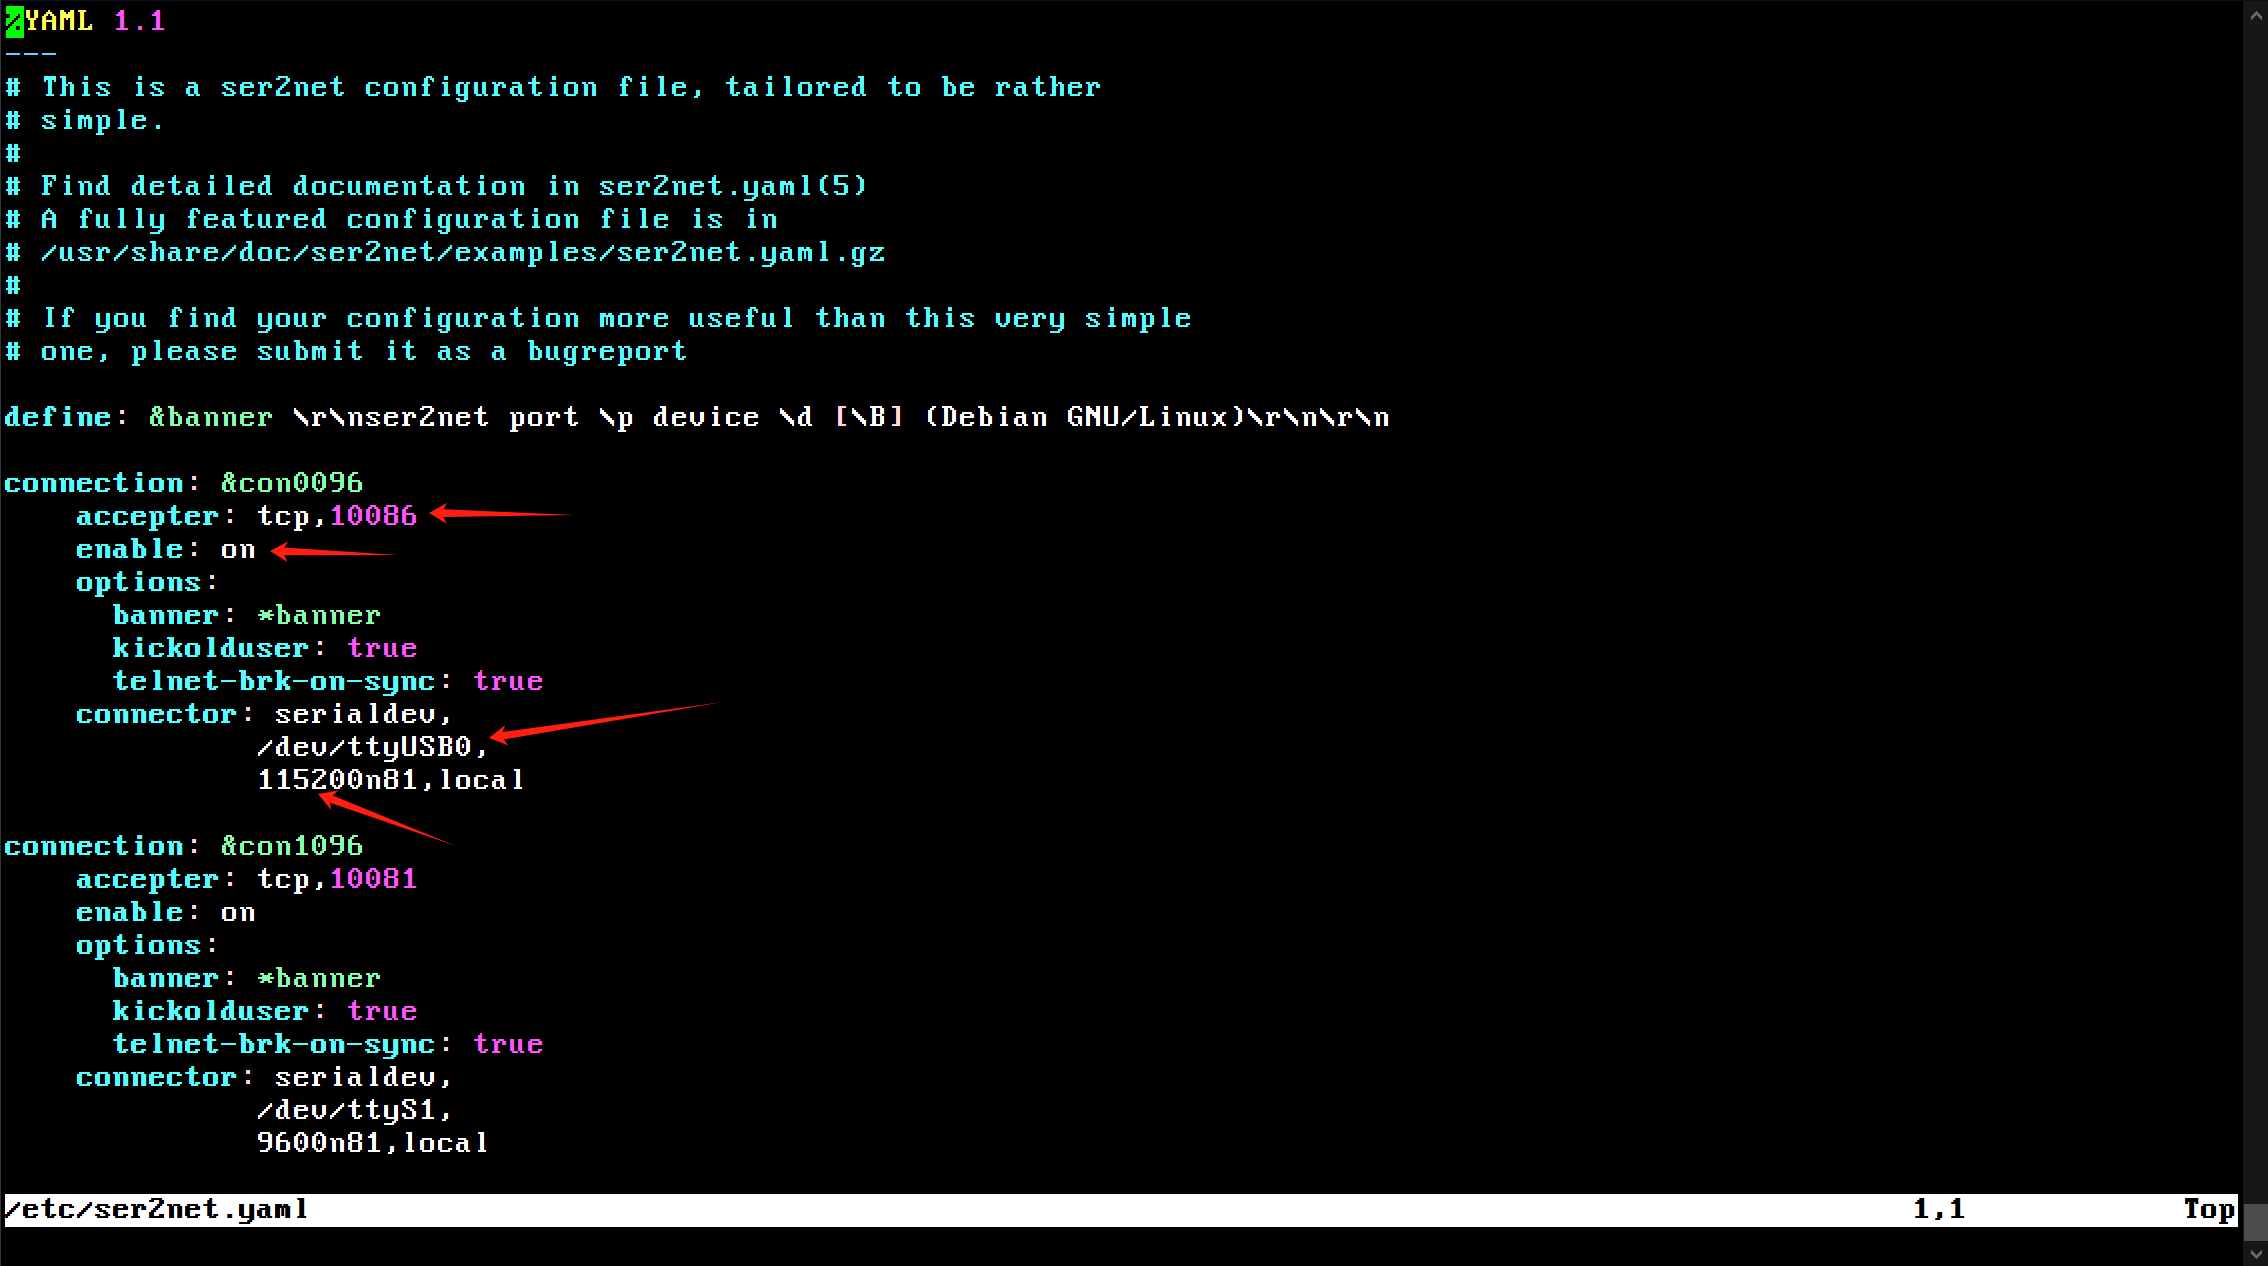 %YAML 1.1
---
# This is a ser2net configuration file, tailored to be rather
# simple.
#
# Find detailed documentation in ser2net.yaml(5)
# A fully featured configuration file is in
# /usr/share/doc/ser2net/examples/ser2net.yaml.gz
#
# If you find your configuration more useful than this very simple
# one, please submit it as a bugreport

define: &banner \r\nser2net port \p device \d [\B] (Debian GNU/Linux)\r\n\r\n

connection: &con0096
    accepter: tcp,10086
    enable: on
    options:
      banner: *banner
      kickolduser: true
      telnet-brk-on-sync: true
    connector: serialdev,
              /dev/ttyUSB0,
              115200n81,local

connection: &con1096
    accepter: tcp,10081
    enable: on
    options:
      banner: *banner
      kickolduser: true
      telnet-brk-on-sync: true
    connector: serialdev,
              /dev/ttyS1,
              9600n81,local

/etc/ser2net.yaml 1,1 Top